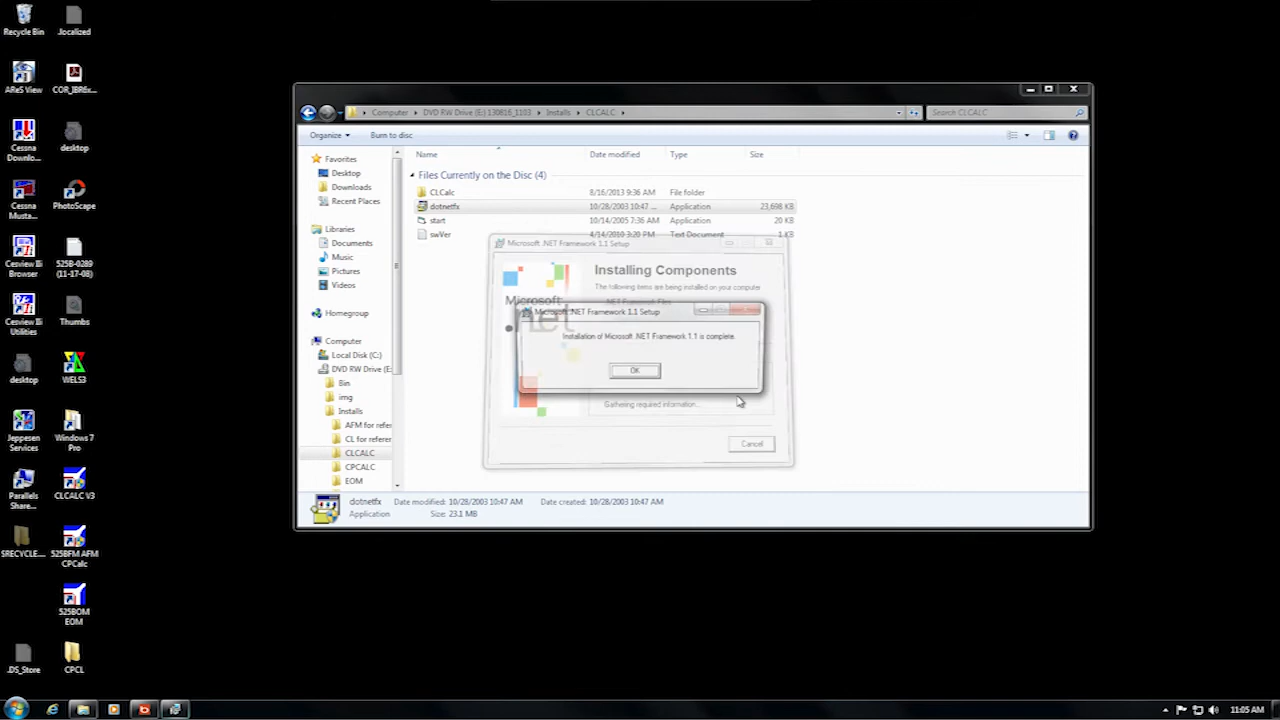 Recycle Bin
.localized
AReS View
COR_IBR6x...
Cessna Downlo...
desktop
Cessna Musta...
PhotoScape
Cesview IIi Browser
525B-0289 (11-17-08)
Cesview IIi Utilities
Thumbs
desktop
WELS3
Jeppesen Services
Windows 7 Pro
Parallels Share...
CLCALC V3
$RECYCLE....
525BFM AFM CPCalc
525BOM EOM
.DS_Store
CPCL
Computer
DVD RW Drive (E:) 130816_1103
Installs
CLCALC
Search CLCALC
Organize
Burn to disc
Favorites
Desktop
Downloads
Recent Places
Libraries
Documents
Music
Pictures
Videos
Homegroup
Computer
Local Disk (C:)
DVD RW Drive (E:
Bin
img
Installs
AFM for refer
CL for referer
CLCALC
CPCALC
EOM
Name Date modified Type Size
Files Currently on the Disc (4)
CLCalc 8/16/2013 9:36 AM File folder
dotnetfx 10/28/2003 10:47 ... Application 23,698 KB
start 10/14/2005 7:36 AM Application 20 KB
swVer 4/14/2010 3:20 PM Text Document 1 KB
Microsoft .NET Framework 1.1 Setup
Installing Components
The following items are being installed on your computer
.NET Framework Files
Microsoft
.net
Microsoft .NET Framework 1.1 Setup
Installation of Microsoft .NET Framework 1.1 is complete.
OK
Gathering required information...
Cancel
dotnetfx Date modified: 10/28/2003 10:47 AM Date created: 10/28/2003 10:47 AM
Application Size: 23.1 MB
11:05 AM